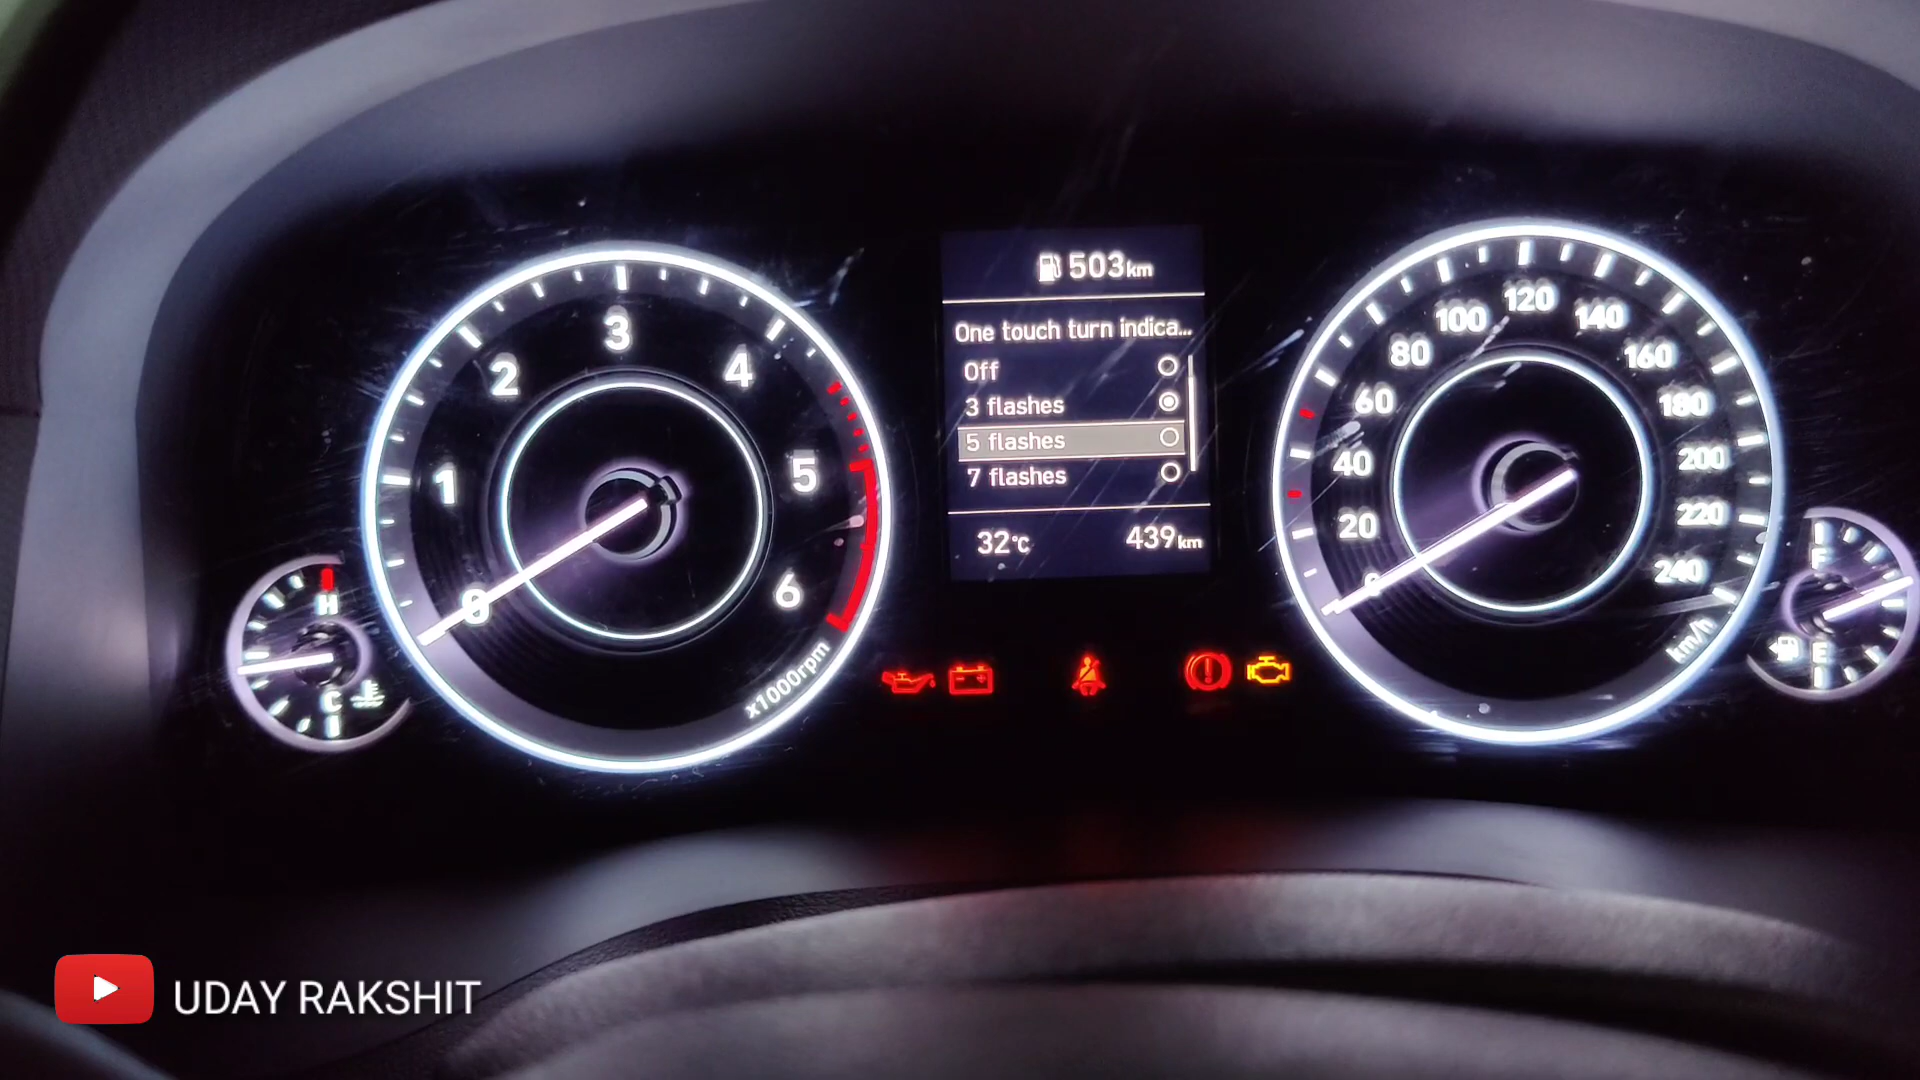 503km
One touch turn indica...
Off
3 flashes
5 flashes
7 flashes
32°C
439km
0
1
2
3
4
5
6
x1000rpm
H
C
0
20
40
60
80
100
120
140
160
180
200
220
240
km/h
F
E
UDAY RAKSHIT